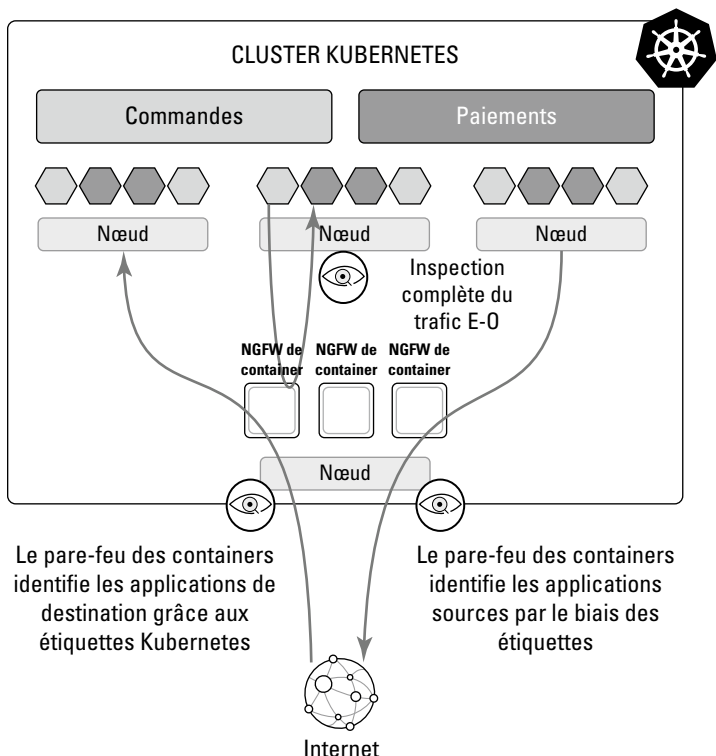 CLUSTER KUBERNETES
Commandes
Paiements
Nœud
Nœud
Nœud
Inspection
complète du
trafic E-O
NGFW de
container
NGFW de
container
NGFW de
container
Nœud
Le pare-feu des containers
identifie les applications de
destination grâce aux
étiquettes Kubernetes
Le pare-feu des containers
identifie les applications
sources par le biais des
étiquettes
Internet